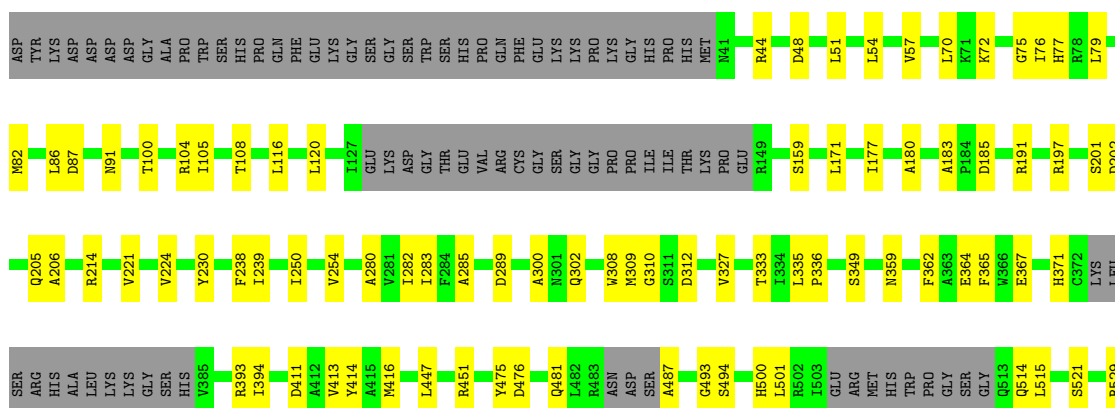 ASP TYR LYS ASP ASP ASP ASP GLY ALA PRO TRP SER HIS PRO GLN PHE GLU LYS GLY SER GLY SER TRP SER HIS PRO GLN PHE GLU LYS LYS PRO LYS GLY HIS PRO HIS MET N41 R44 D48 L51 L54 V57 L70 K71 K72 G75 I76 H77 R78 L79
M82 L86 D87 N91 T100 R104 I105 T108 L116 L120 I127 GLU LYS ASP GLY THR GLU VAL ARG CYS GLY SER GLY GLY PRO PRO ILE ILE THR LYS PRO GLU R149 S159 L171 I177 A180 A183 P184 D185 R191 R197 S201
Q205 A206 R214 V221 V224 Y230 F238 I239 I250 V254 A280 V281 I282 I283 F284 A285 D289 A300 N301 Q302 W308 M309 G310 S311 D312 V327 T333 I334 L335 P336 S349 N359 F362 A363 E364 F365 W366 E367 H371 C372 LYS LEU
SER ARG HIS ALA LEU LYS LYS GLY SER HIS V385 R393 I394 D411 A412 V413 Y414 A415 M416 L447 R451 Y475 D476 Q481 L482 R483 ASN ASP SER A487 G493 S494 H500 L501 R502 I503 GLU ARG MET HIS TRP PRO GLY SER GLY Q513 Q514 L515 S521